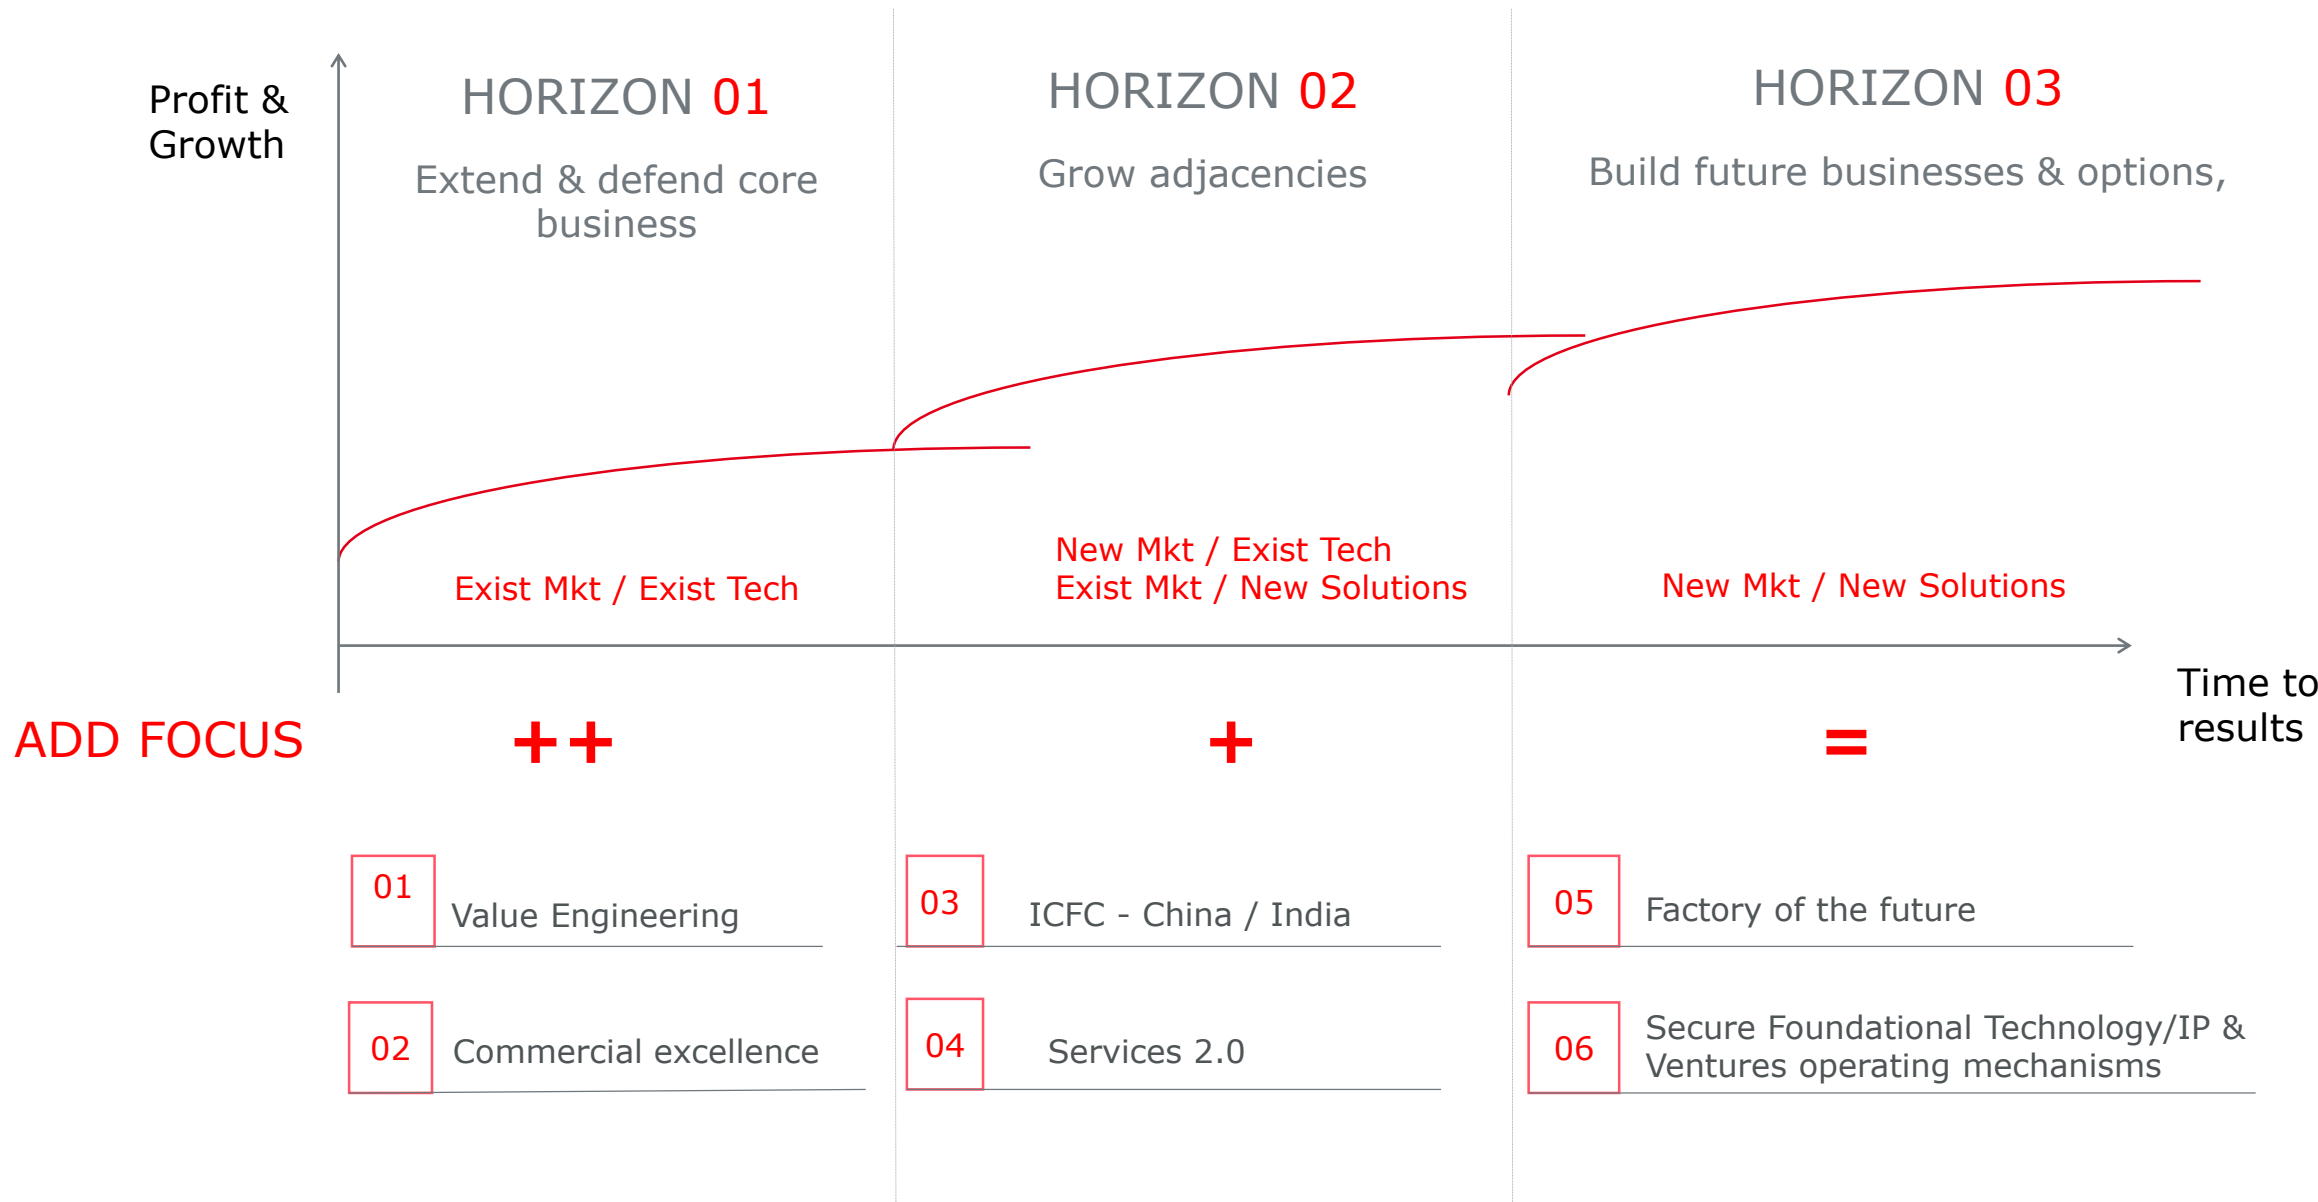 Profit &
Growth
HORIZON 01
Extend & defend core
business
HORIZON 02
Grow adjacencies
HORIZON 03
Build future businesses & options,
Exist Mkt / Exist Tech
New Mkt / Exist Tech
Exist Mkt / New Solutions
New Mkt / New Solutions
Time to
results
ADD FOCUS
++
+
=
01
Value Engineering
02
Commercial excellence
03
ICFC - China / India
04
Services 2.0
05
Factory of the future
06
Secure Foundational Technology/IP &
Ventures operating mechanisms